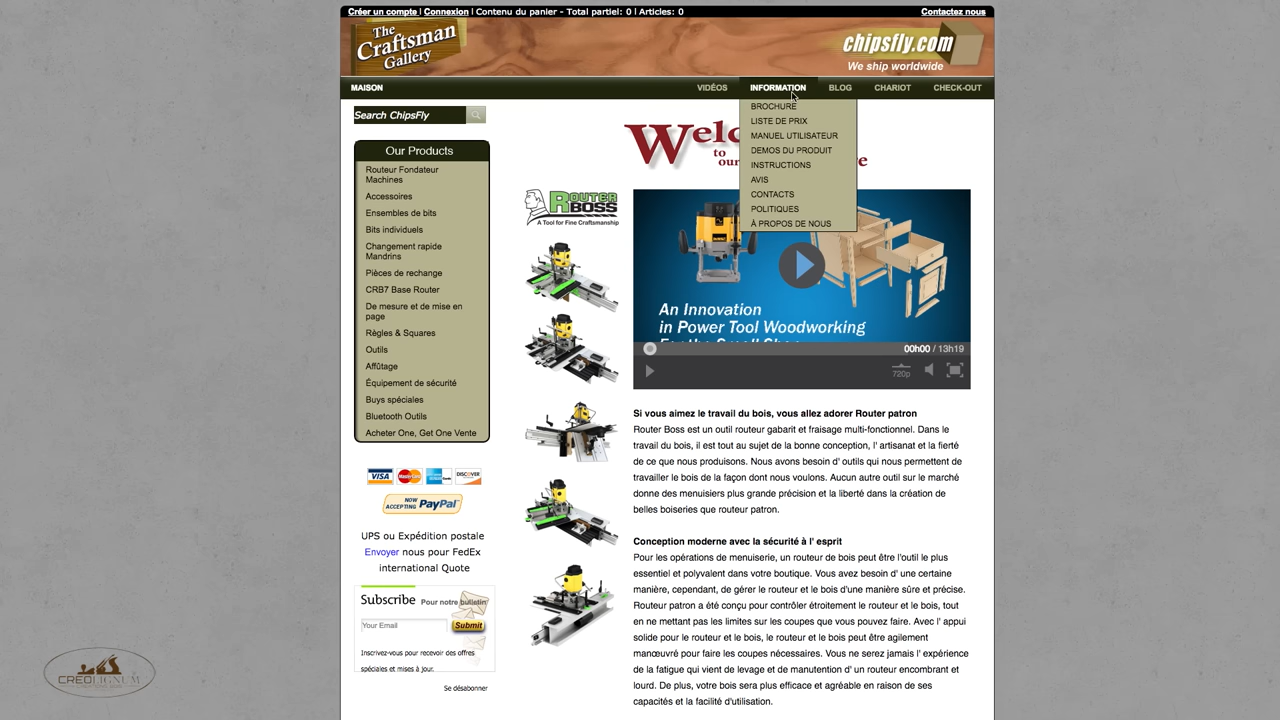 Créer un compte | Connexion | Contenu du panier - Total partiel: 0 | Articles: 0
Contactez nous
The
Craftsman
Gallery
chipsfly.com
We ship worldwide
MAISON
VIDÉOS
INFORMATION
BLOG
CHARIOT
CHECK-OUT
BROCHURE
LISTE DE PRIX
MANUEL UTILISATEUR
DEMOS DU PRODUIT
INSTRUCTIONS
AVIS
CONTACTS
POLITIQUES
À PROPOS DE NOUS
Search ChipsFly
Our Products
Routeur Fondateur
Machines
Accessoires
Ensembles de bits
Bits individuels
Changement rapide
Mandrins
Pièces de rechange
CRB7 Base Router
De mesure et de mise en
page
Règles & Squares
Outils
Affûtage
Équipement de sécurité
Buys spéciales
Bluetooth Outils
Acheter One, Get One Vente
VISA
MasterCard
DISCOVER
NOW
ACCEPTING PayPal
UPS ou Expédition postale
Envoyer nous pour FedEx
international Quote
Subscribe Pour notre bulletin
Your Email
Submit
Inscrivez-vous pour recevoir des offres
spéciales et mises à jour.
Se désabonner
to
our
ROUTER
BOSS
A Tool for Fine Craftsmanship
An Innovation
in Power Tool Woodworking
For the Small Shop
00h00 / 13h19
720p
Si vous aimez le travail du bois, vous allez adorer Router patron
Router Boss est un outil routeur gabarit et fraisage multi-fonctionnel. Dans le
travail du bois, il est tout au sujet de la bonne conception, l' artisanat et la fierté
de ce que nous produisons. Nous avons besoin d' outils qui nous permettent de
travailler le bois de la façon dont nous voulons. Aucun autre outil sur le marché
donne des menuisiers plus grande précision et la liberté dans la création de
belles boiseries que routeur patron.
Conception moderne avec la sécurité à l' esprit
Pour les opérations de menuiserie, un routeur de bois peut être l'outil le plus
essentiel et polyvalent dans votre boutique. Vous avez besoin d' une certaine
manière, cependant, de gérer le routeur et le bois d'une manière sûre et précise.
Routeur patron a été conçu pour contrôler étroitement le routeur et le bois, tout
en ne mettant pas les limites sur les coupes que vous pouvez faire. Avec l' appui
solide pour le routeur et le bois, le routeur et le bois peut être agilement
manœuvré pour faire les coupes nécessaires. Vous ne serez jamais l' expérience
de la fatigue qui vient de levage et de manutention d' un routeur encombrant et
lourd. De plus, votre bois sera plus efficace et agréable en raison de ses
capacités et la facilité d'utilisation.
CREOLIGNUM